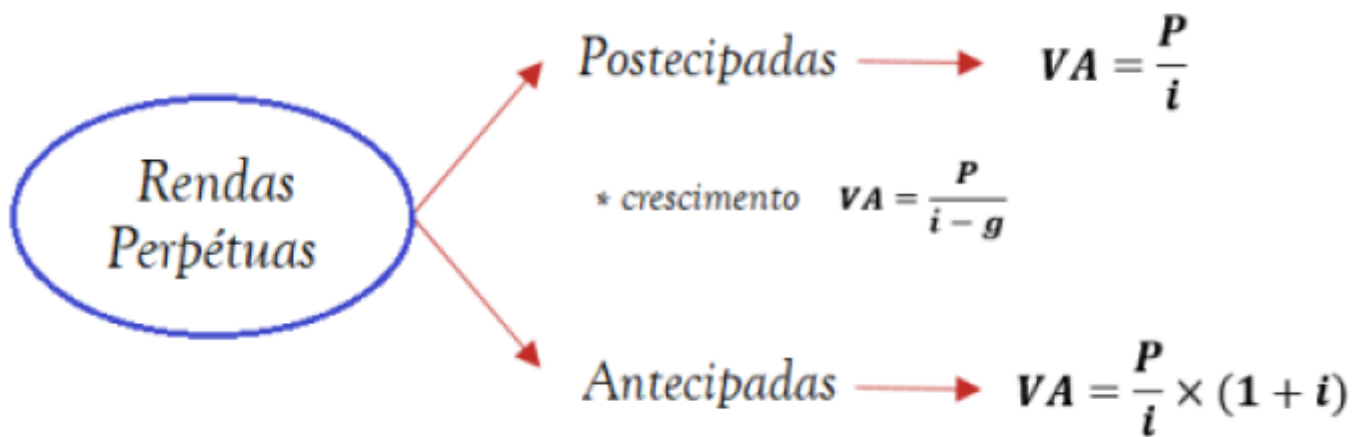 Rendas
Perpétuas
Postecipadas VA = P/i
* crescimento VA = P/(i − g)
Antecipadas VA = P/i × (1 + i)